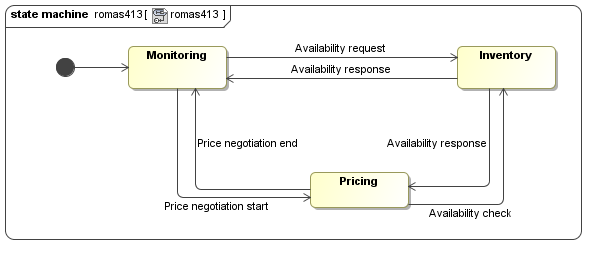 state machine romas413[ romas413 ]
Monitoring
Availability request
Inventory
Availability response
Price negotiation end
Availability response
Pricing
Price negotiation start
Availability check